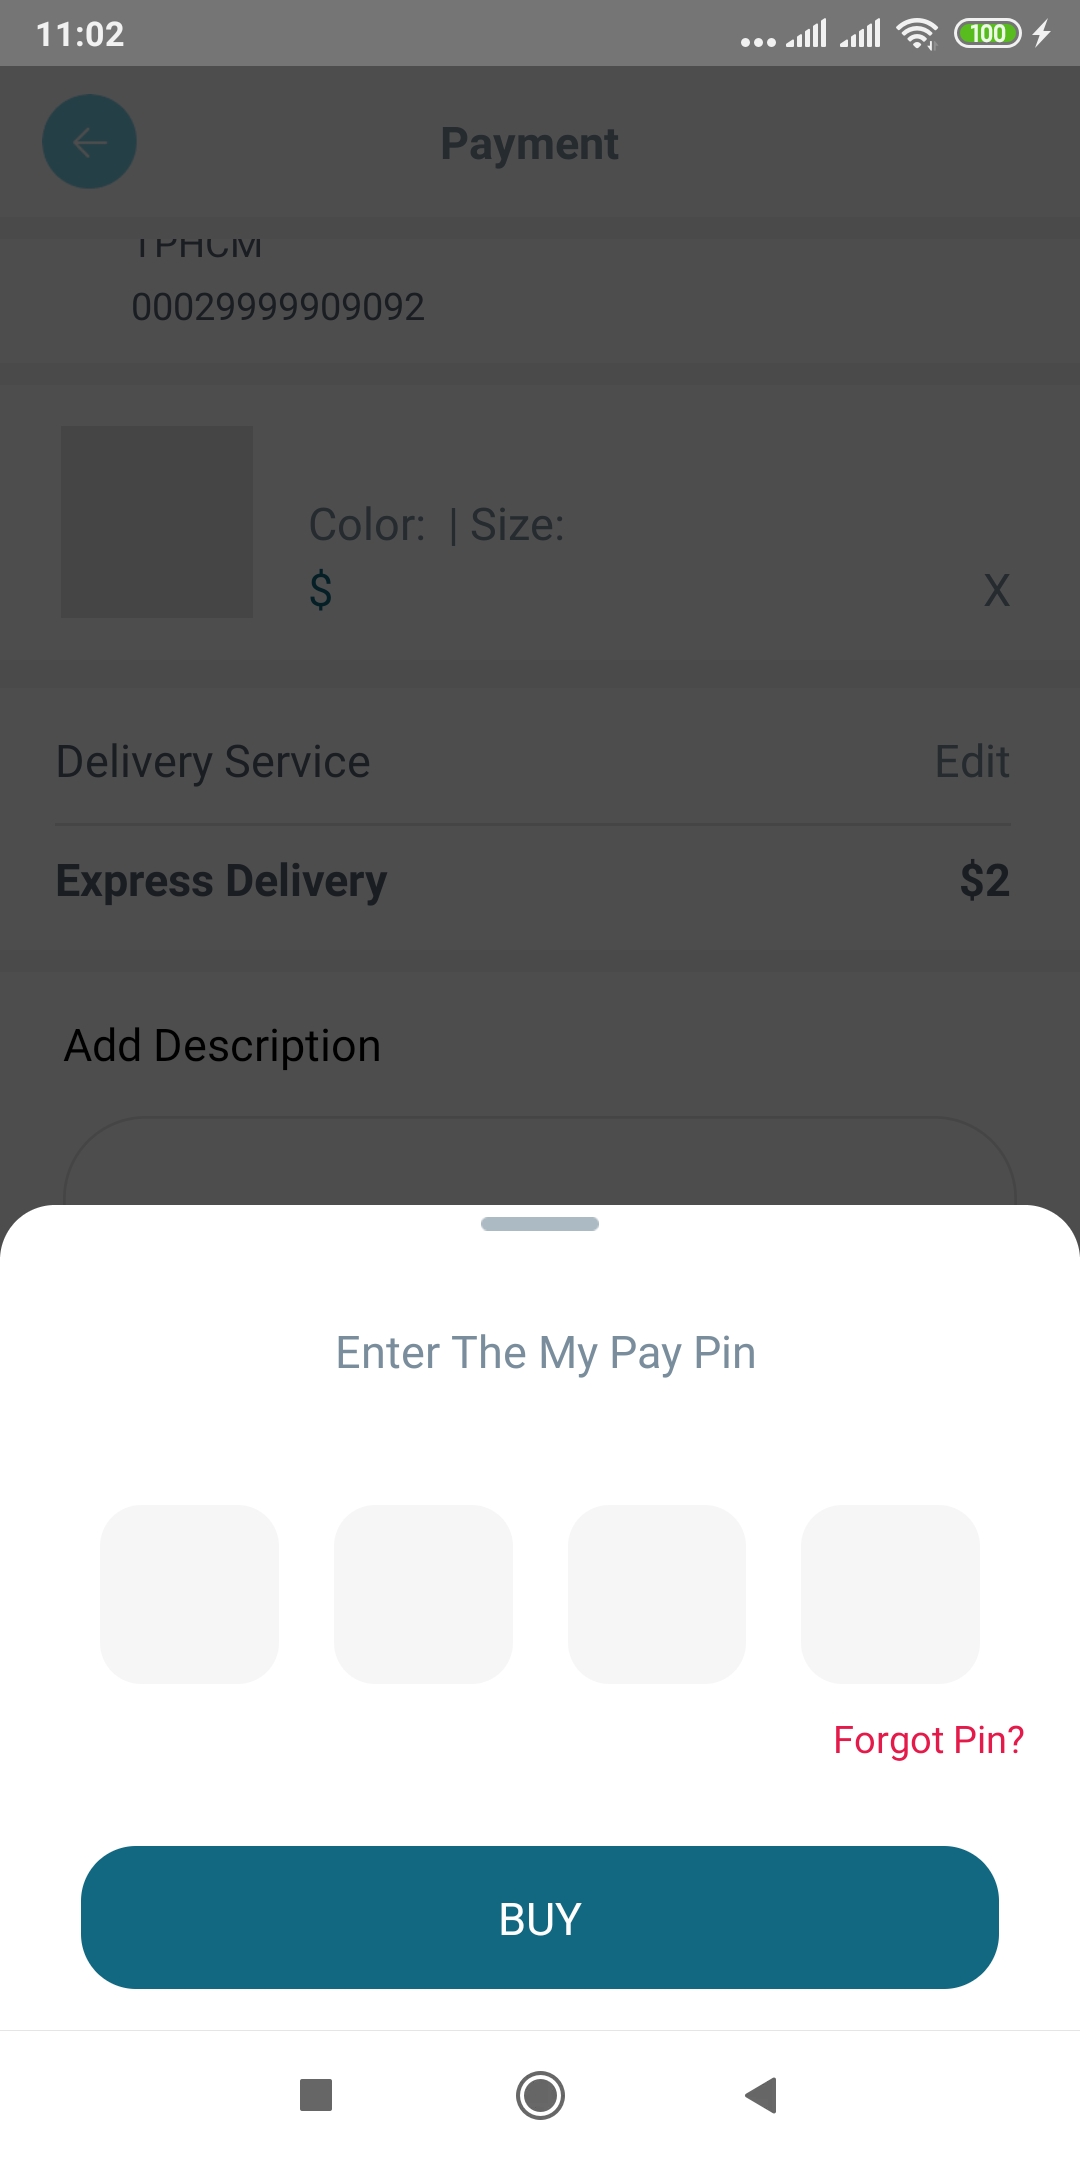 11:02
100
Payment
TPHCM
00029999909092
Color: | Size:
$
X
Delivery Service
Edit
Express Delivery
$2
Add Description
Enter The My Pay Pin
Forgot Pin?
BUY